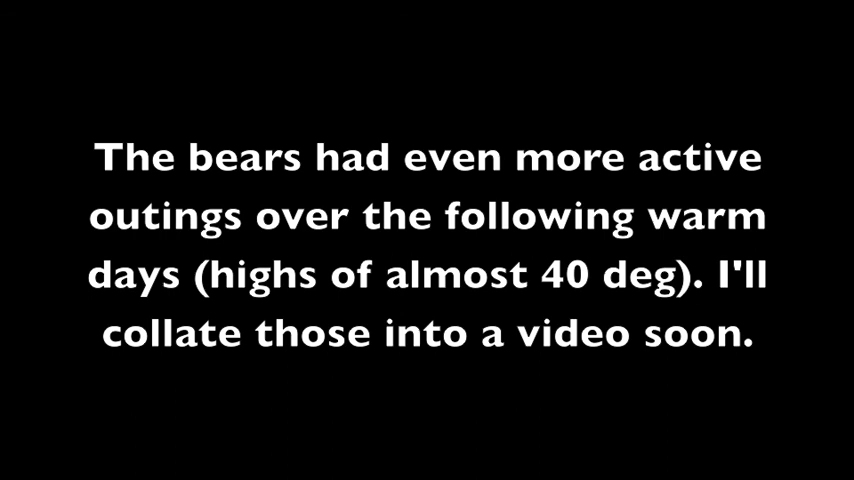 The bears had even more active
outings over the following warm
days (highs of almost 40 deg). I'll
collate those into a video soon.